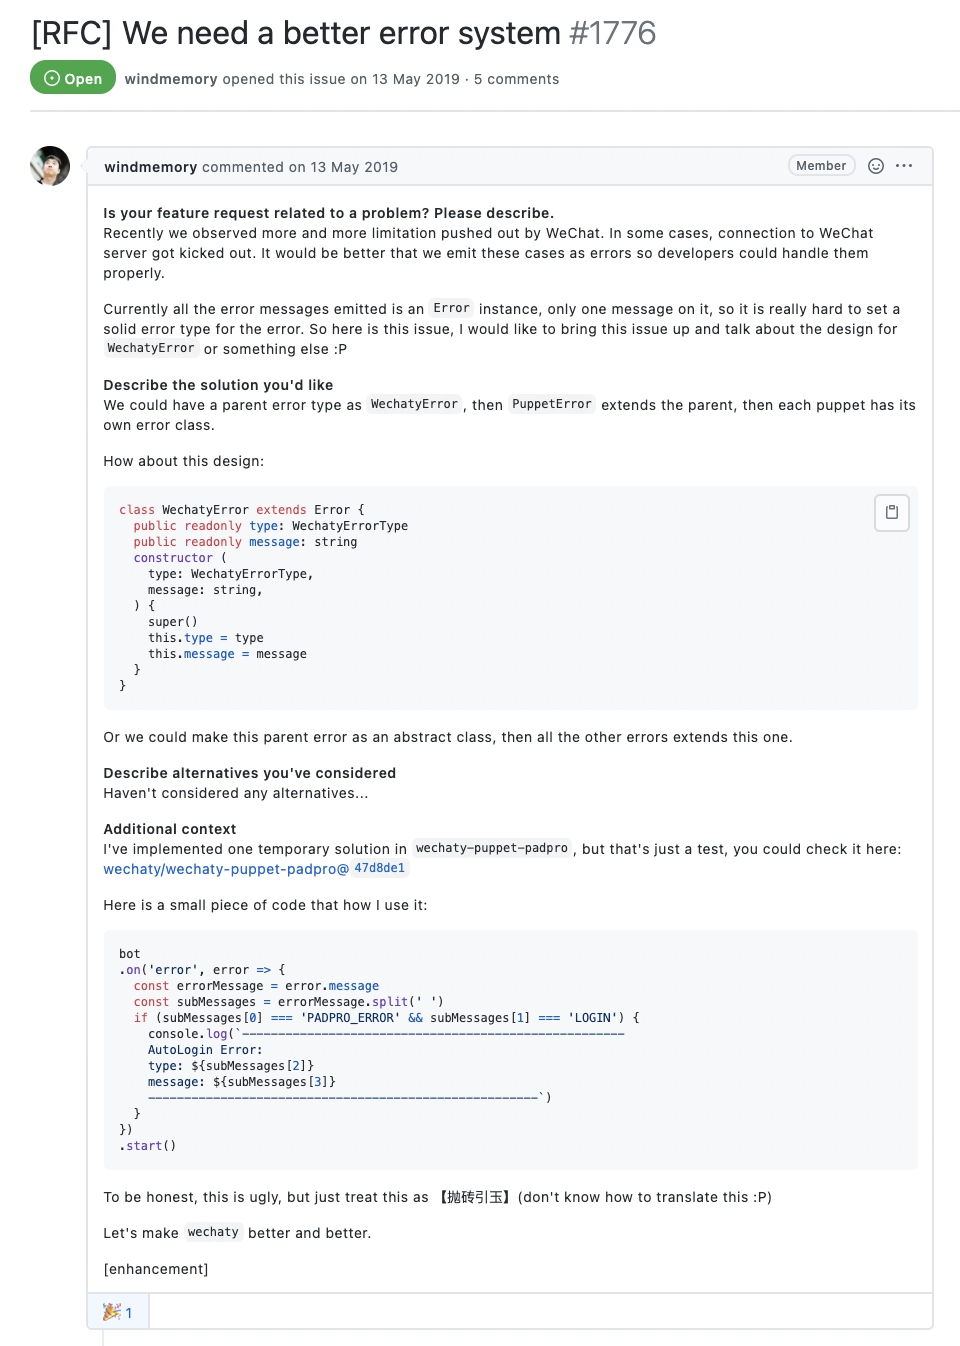 [RFC] We need a better error system #1776
Open windmemory opened this issue on 13 May 2019 · 5 comments
windmemory commented on 13 May 2019 Member
Is your feature request related to a problem? Please describe.
Recently we observed more and more limitation pushed out by WeChat. In some cases, connection to WeChat
server got kicked out. It would be better that we emit these cases as errors so developers could handle them
properly.
Currently all the error messages emitted is an Error instance, only one message on it, so it is really hard to set a
solid error type for the error. So here is this issue, I would like to bring this issue up and talk about the design for
WechatyError or something else :P
Describe the solution you'd like
We could have a parent error type as WechatyError, then PuppetError extends the parent, then each puppet has its
own error class.
How about this design:
class WechatyError extends Error {
  public readonly type: WechatyErrorType
  public readonly message: string
  constructor (
    type: WechatyErrorType,
    message: string,
  ) {
    super()
    this.type = type
    this.message = message
  }
}
Or we could make this parent error as an abstract class, then all the other errors extends this one.
Describe alternatives you've considered
Haven't considered any alternatives...
Additional context
I've implemented one temporary solution in wechaty-puppet-padpro, but that's just a test, you could check it here:
wechaty/wechaty-puppet-padpro@47d8de1
Here is a small piece of code that how I use it:
bot
.on('error', error => {
  const errorMessage = error.message
  const subMessages = errorMessage.split(' ')
  if (subMessages[0] === 'PADPRO_ERROR' && subMessages[1] === 'LOGIN') {
    console.log(`-----------------------------------------------------
    AutoLogin Error:
    type: ${subMessages[2]}
    message: ${subMessages[3]}
    ------------------------------------------------------`)
  }
})
.start()
To be honest, this is ugly, but just treat this as 【抛砖引玉】(don't know how to translate this :P)
Let's make wechaty better and better.
[enhancement]
🎉 1